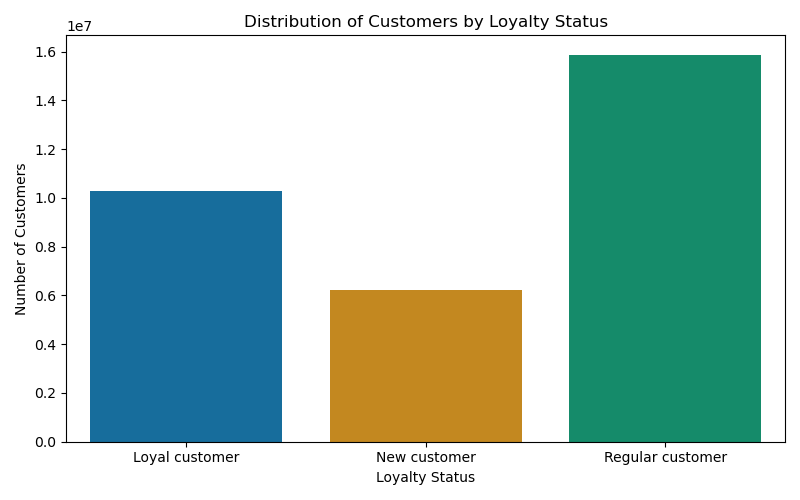 Distribution of Customers by Loyalty Status
1e7
1.6
1.4
1.2
1.0
0.8
0.6
0.4
0.2
0.0
Number of Customers
Loyal customer
New customer
Regular customer
Loyalty Status